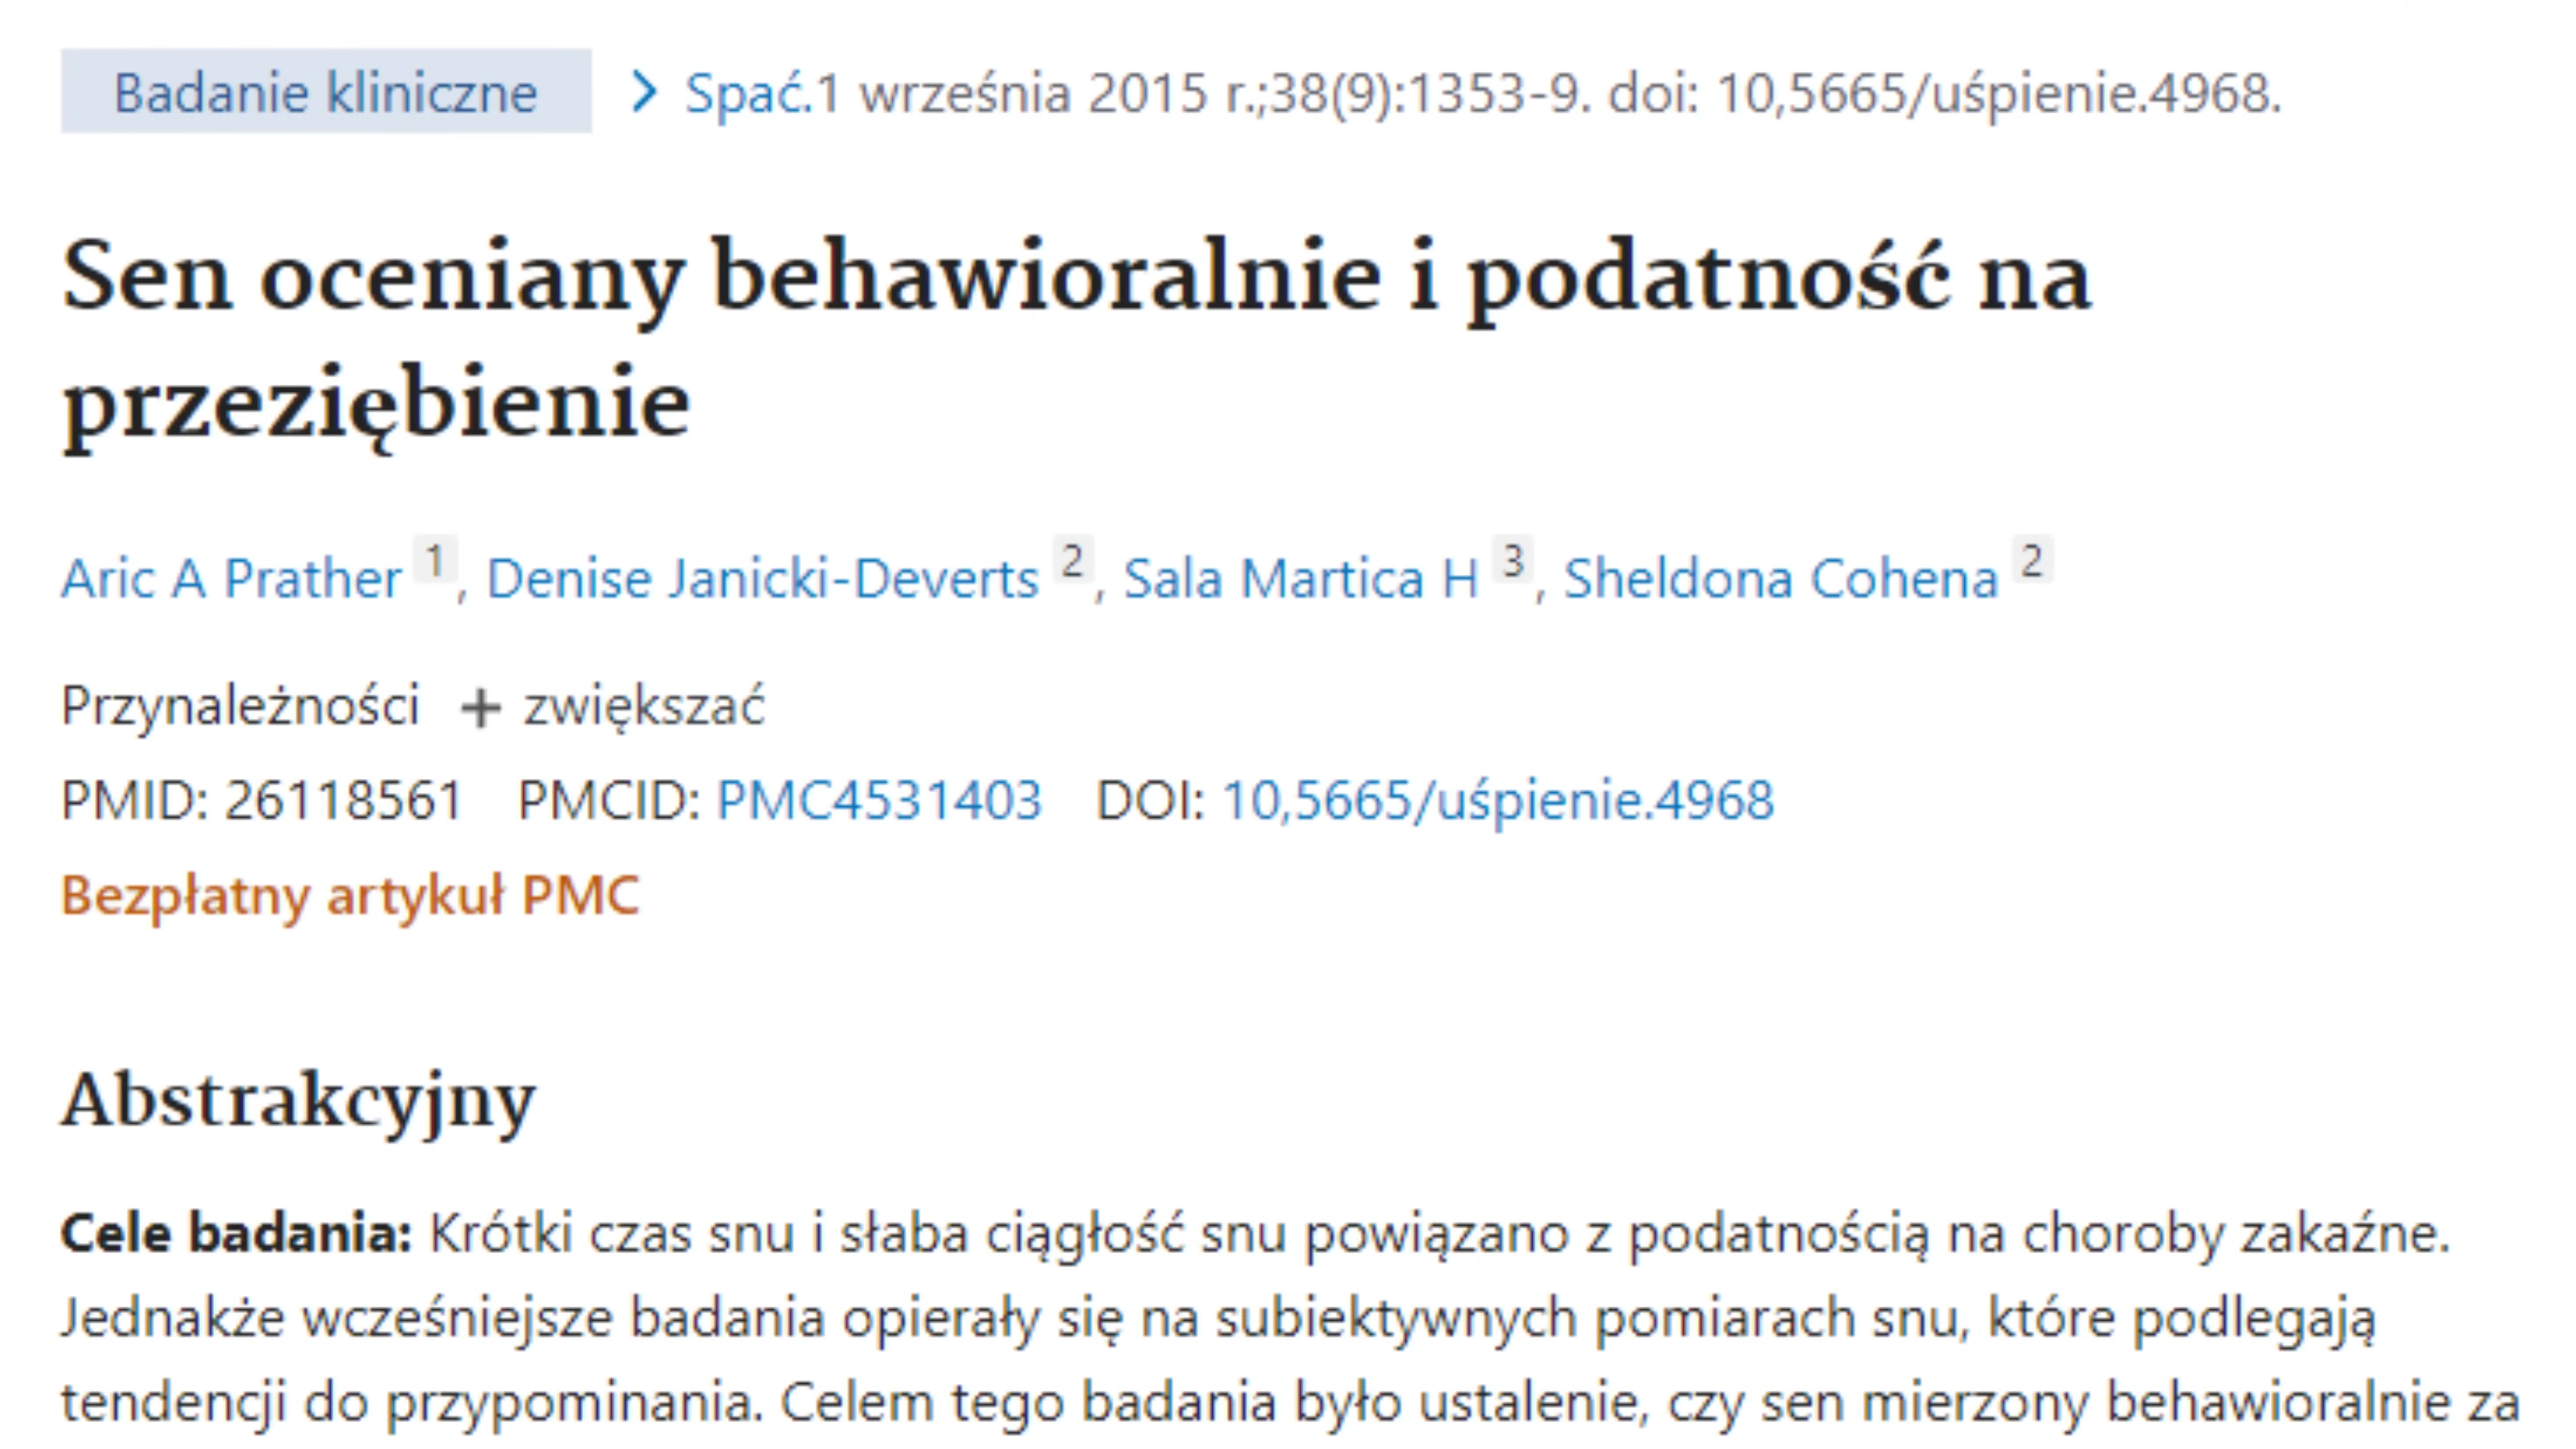 Badanie kliniczne > Spać.1 września 2015 r.;38(9):1353-9. doi: 10,5665/uśpienie.4968.
Sen oceniany behawioralnie i podatność na
przeziębienie
Aric A Prather 1, Denise Janicki-Deverts 2, Sala Martica H 3, Sheldona Cohena 2
Przynależności + zwiększać
PMID: 26118561 PMCID: PMC4531403 DOI: 10,5665/uśpienie.4968
Bezpłatny artykuł PMC
Abstrakcyjny
Cele badania: Krótki czas snu i słaba ciągłość snu powiązano z podatnością na choroby zakaźne.
Jednakże wcześniejsze badania opierały się na subiektywnych pomiarach snu, które podlegają
tendencji do przypominania. Celem tego badania było ustalenie, czy sen mierzony behawioralnie za